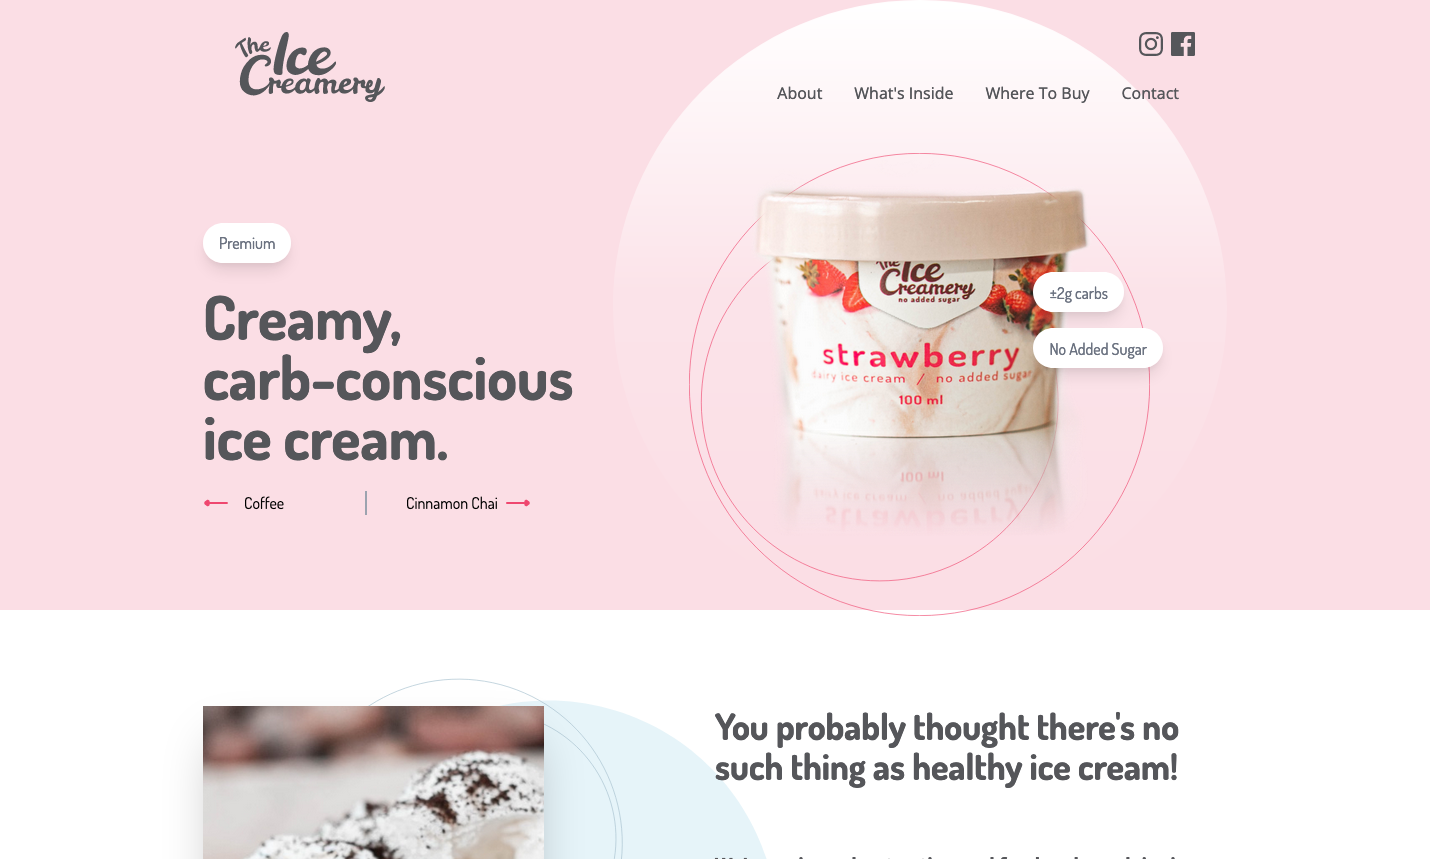 The Ice
Creamery
About
What's Inside
Where To Buy
Contact
Premium
Creamy,
carb-conscious
ice cream.
Coffee
Cinnamon Chai
The Ice
Creamery
no added sugar
strawberry
dairy ice cream / no added sugar
100 ml
±2g carbs
No Added Sugar
You probably thought there's no
such thing as healthy ice cream!